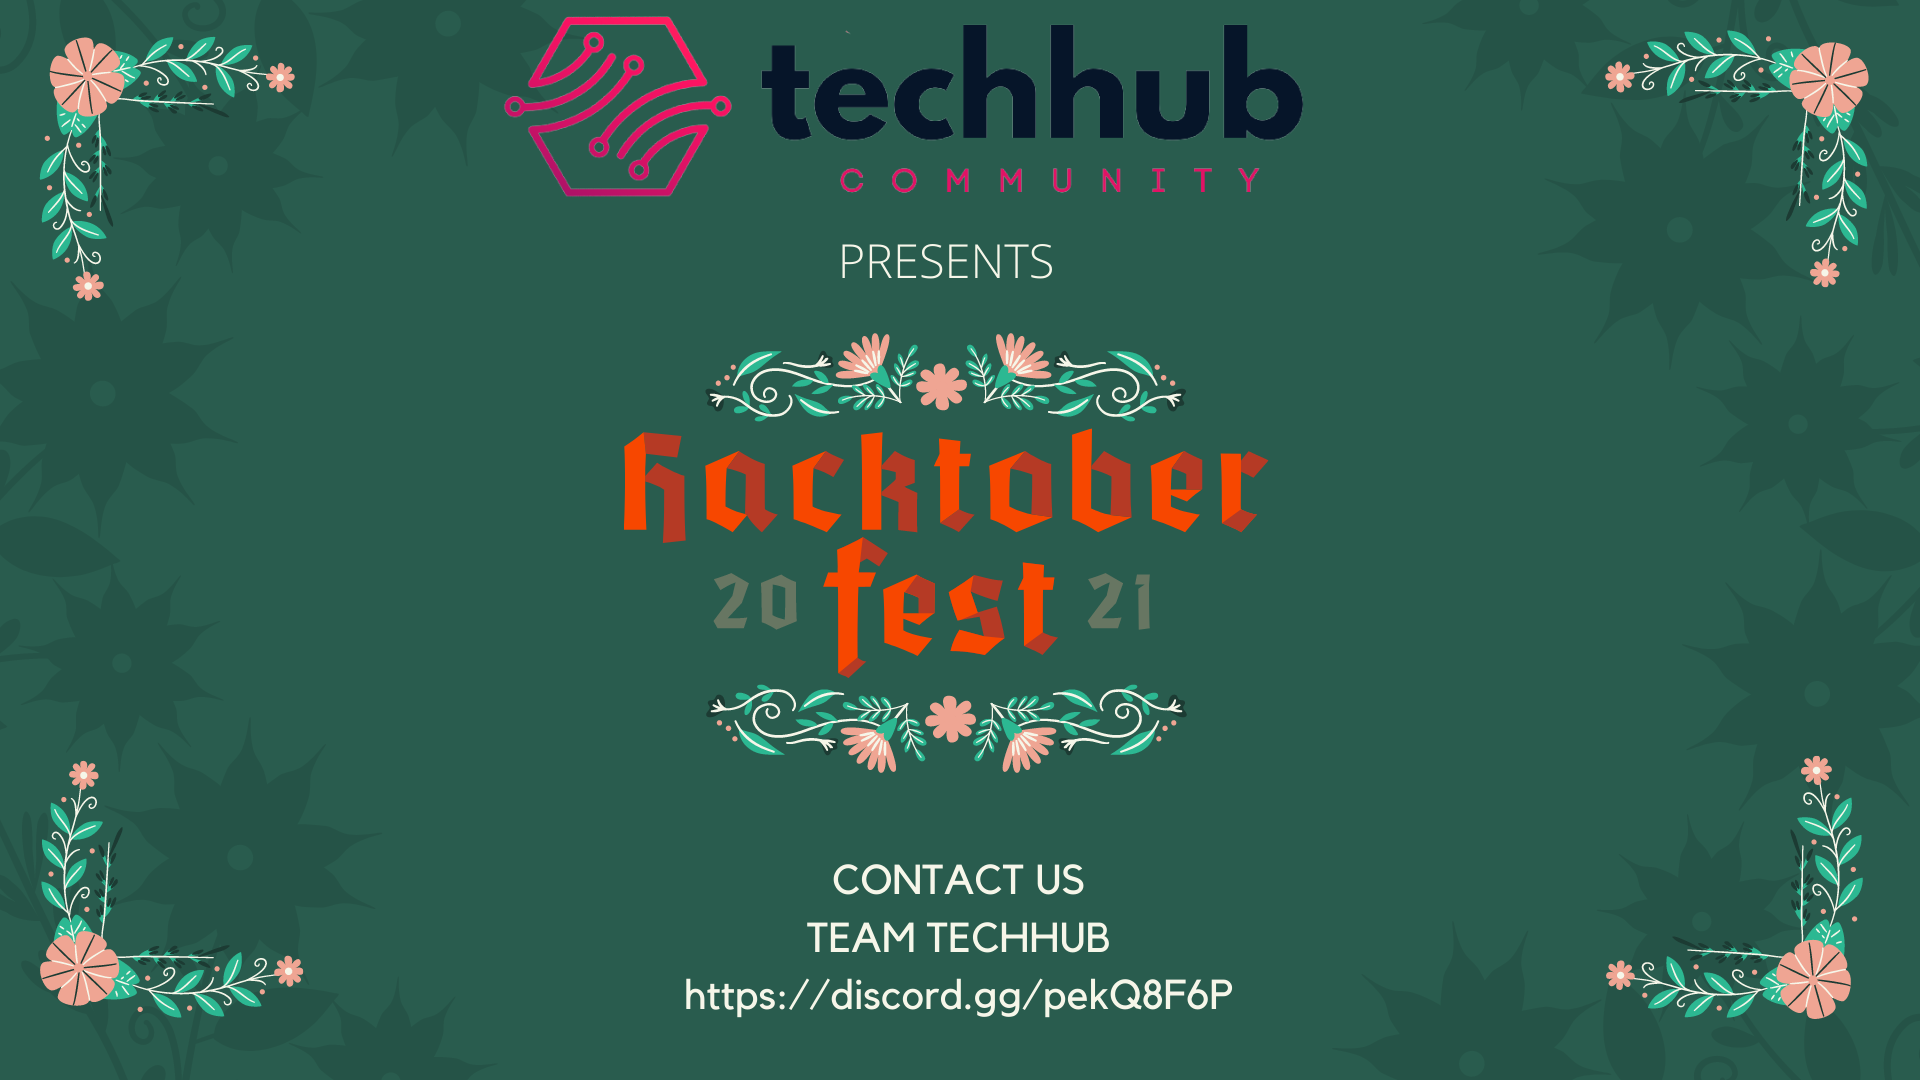 techhub
COMMUNITY
PRESENTS
hacktober
20 fest 21
CONTACT US
TEAM TECHHUB
https://discord.gg/pekQ8F6P